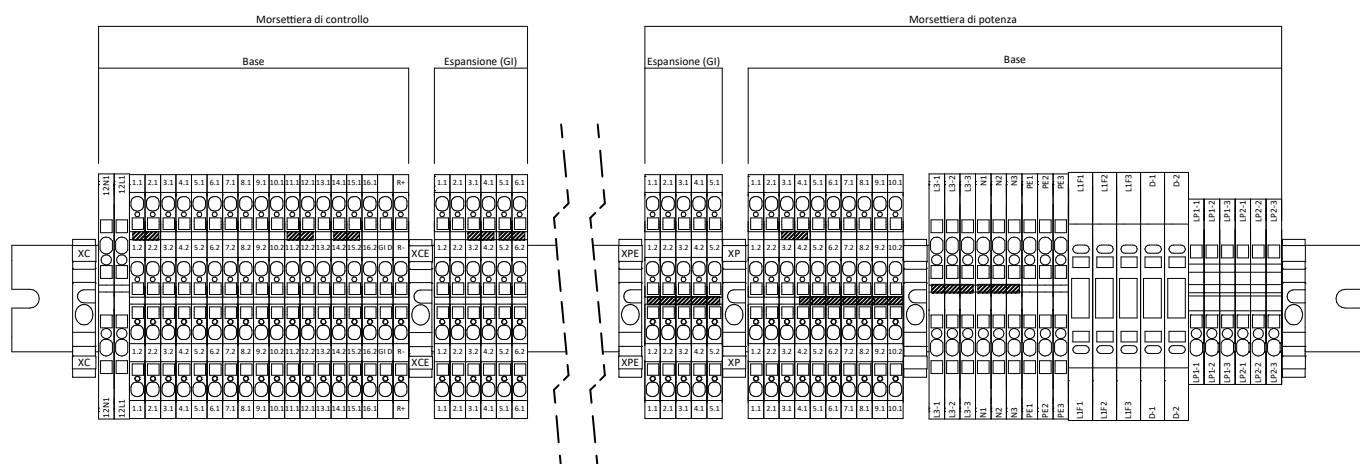 Morsettiera di controllo Morsettiera di potenza
Base Espansione (GI) Espansione (GI) Base
12N1 12L1 1.1 2.1 3.1 4.1 5.1 6.1 7.1 8.1 9.1 10.1 11.1 12.1 13.1 14.1 15.1 16.1 R+ 1.1 2.1 3.1 4.1 5.1 6.1 1.1 2.1 3.1 4.1 5.1 1.1 2.1 3.1 4.1 5.1 6.1 7.1 8.1 9.1 10.1 L3-1 L3-2 L3-3 N1 N2 N3 PE1 PE2 PE3 L1F1 L1F2 L1F3 D-1 D-2
LP1-1 LP1-2 LP1-3 LP2-1 LP2-2 LP2-3
XC 1.2 2.2 3.2 4.2 5.2 6.2 7.2 8.2 9.2 10.2 11.2 12.2 13.2 14.2 15.2 16.2 GI D R- XCE 1.2 2.2 3.2 4.2 5.2 6.2 XPE 1.2 2.2 3.2 4.2 5.2 XP 1.2 2.2 3.2 4.2 5.2 6.2 7.2 8.2 9.2 10.2
1.2 2.2 3.2 4.2 5.2 6.2 7.2 8.2 9.2 10.2 11.2 12.2 13.2 14.2 15.2 16.2 GI D R- 1.2 2.2 3.2 4.2 5.2 6.2 1.2 2.2 3.2 4.2 5.2 1.2 2.2 3.2 4.2 5.2 6.2 7.2 8.2 9.2 10.2
XC XCE XPE XP
LP1-1 LP1-2 LP1-3 LP2-1 LP2-2 LP2-3
12N1 12L1 1.1 2.1 3.1 4.1 5.1 6.1 7.1 8.1 9.1 10.1 11.1 12.1 13.1 14.1 15.1 16.1 R+ 1.1 2.1 3.1 4.1 5.1 6.1 1.1 2.1 3.1 4.1 5.1 1.1 2.1 3.1 4.1 5.1 6.1 7.1 8.1 9.1 10.1 L3-1 L3-2 L3-3 N1 N2 N3 PE1 PE2 PE3 L1F1 L1F2 L1F3 D-1 D-2